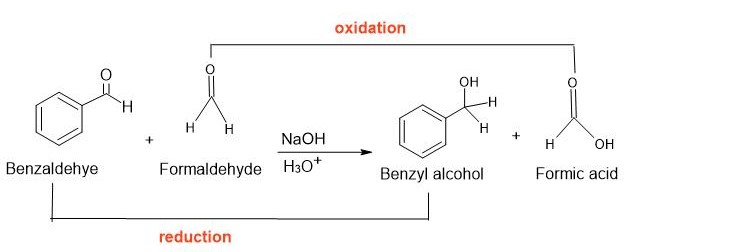 oxidation
O
H
O
H
H
+
NaOH
H₃O⁺
OH
H
H
+
O
H
OH
Benzaldehye
Formaldehyde
Benzyl alcohol
Formic acid
reduction